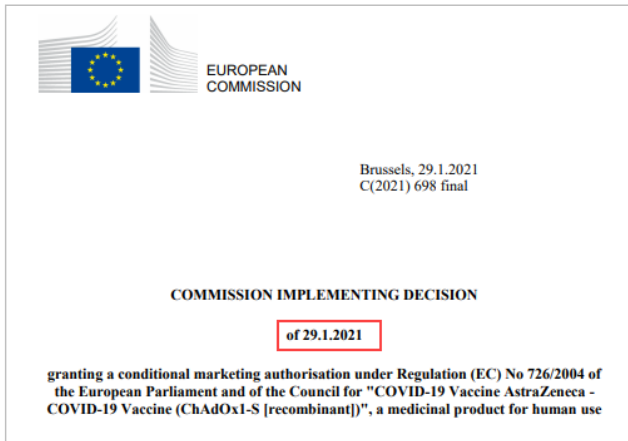 EUROPEAN
COMMISSION
Brussels, 29.1.2021
C(2021) 698 final
COMMISSION IMPLEMENTING DECISION
of 29.1.2021
granting a conditional marketing authorisation under Regulation (EC) No 726/2004 of
the European Parliament and of the Council for "COVID-19 Vaccine AstraZeneca -
COVID-19 Vaccine (ChAdOx1-S [recombinant])", a medicinal product for human use